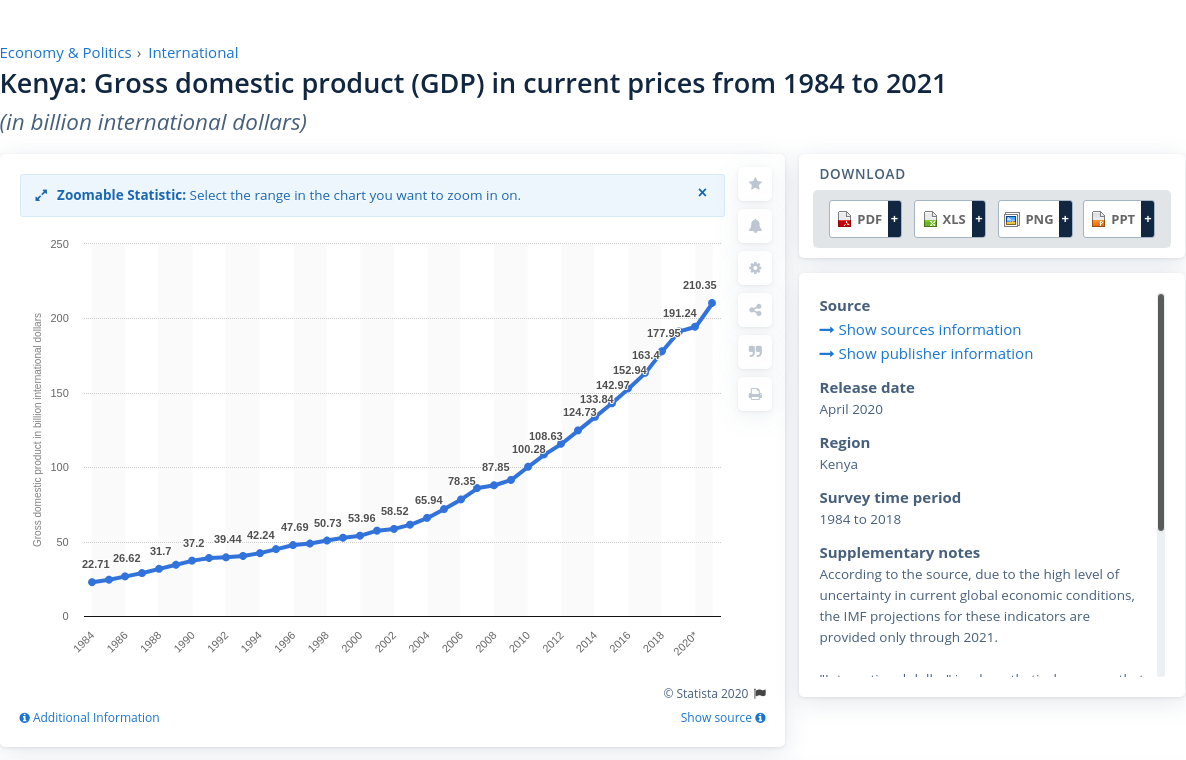 Economy & Politics › International
Kenya: Gross domestic product (GDP) in current prices from 1984 to 2021
(in billion international dollars)
Zoomable Statistic: Select the range in the chart you want to zoom in on.
×
Gross domestic product in billion international dollars
250
200
150
100
50
0
22.71
26.62
31.7
37.2
39.44
42.24
47.69
50.73
53.96
58.52
65.94
78.35
87.85
100.28
108.63
124.73
133.84
142.97
152.94
163.4
177.95
191.24
210.35
1984
1986
1988
1990
1992
1994
1996
1998
2000
2002
2004
2006
2008
2010
2012
2014
2016
2018
2020*
© Statista 2020
Additional Information
Show source
DOWNLOAD
PDF +
XLS +
PNG +
PPT +
Source
Show sources information
Show publisher information
Release date
April 2020
Region
Kenya
Survey time period
1984 to 2018
Supplementary notes
According to the source, due to the high level of
uncertainty in current global economic conditions,
the IMF projections for these indicators are
provided only through 2021.